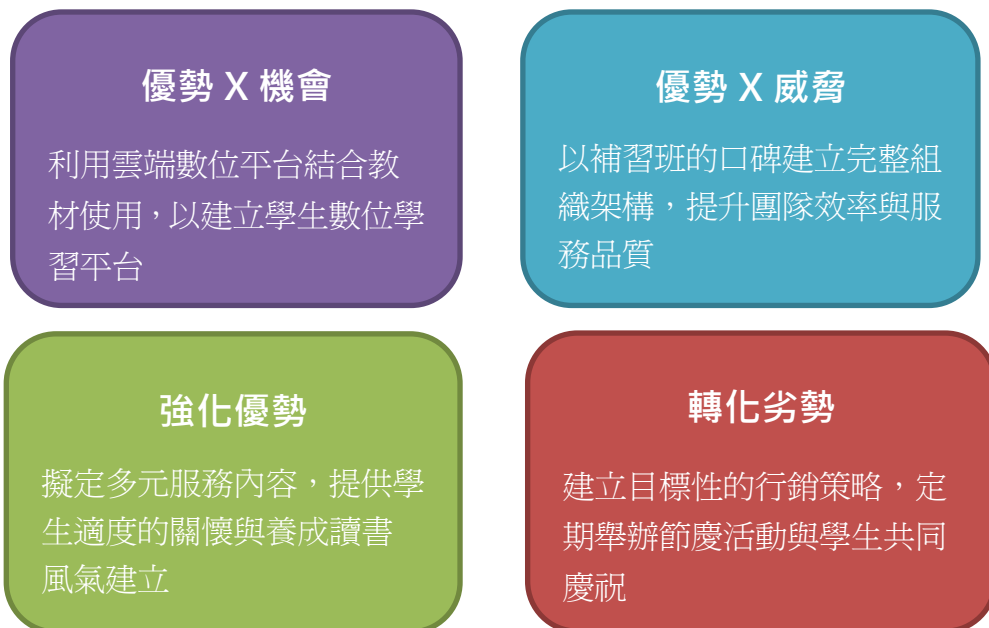 優勢 X 機會
利用雲端數位平台結合教
材使用，以建立學生數位學
習平台
優勢 X 威脅
以補習班的口碑建立完整組
織架構，提升團隊效率與服
務品質
強化優勢
擬定多元服務內容，提供學
生適度的關懷與養成讀書
風氣建立
轉化劣勢
建立目標性的行銷策略，定
期舉辦節慶活動與學生共同
慶祝